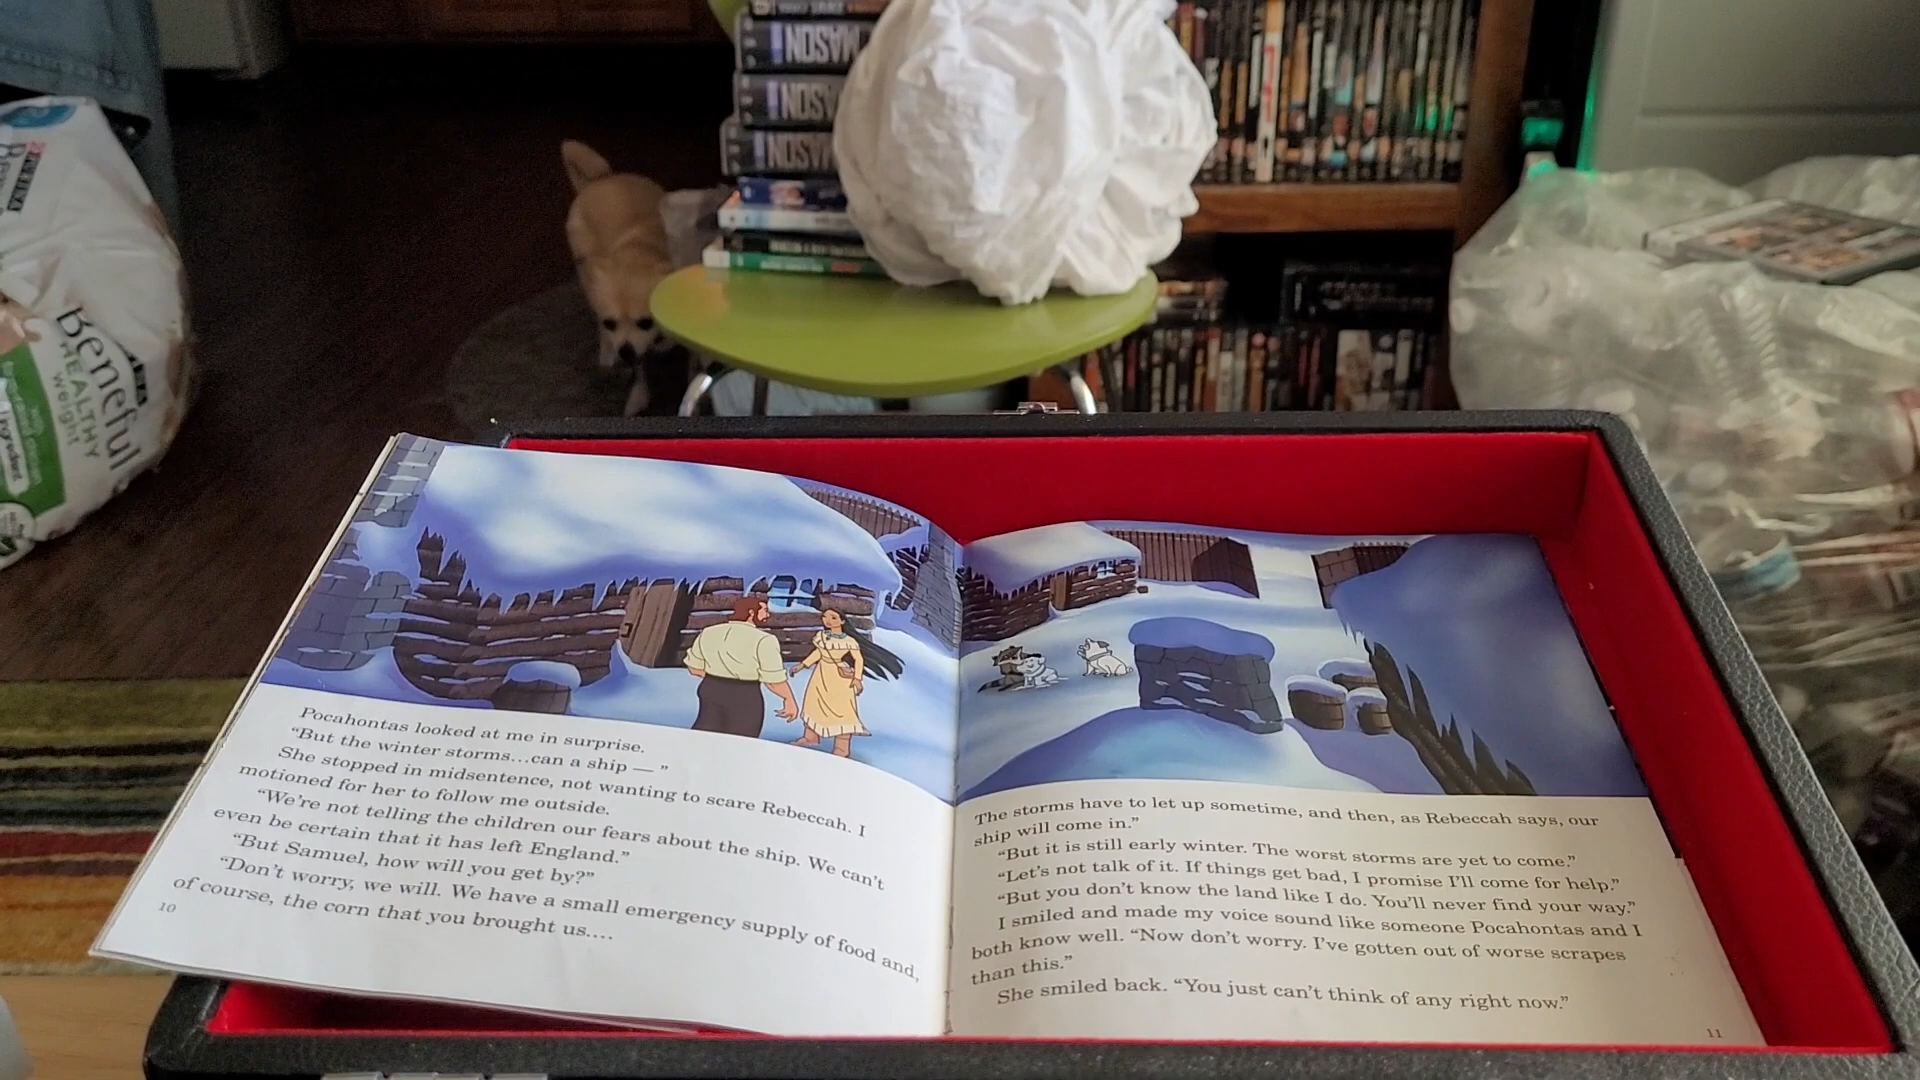 MASON
MASON
MASON
PURINA
Beneful
HEALTHY
weight
Pocahontas looked at me in surprise.
“But the winter storms...can a ship — ”
She stopped in midsentence, not wanting to scare Rebeccah. I
motioned for her to follow me outside.
“We're not telling the children our fears about the ship. We can't
even be certain that it has left England.”
“But Samuel, how will you get by?”
“Don't worry, we will. We have a small emergency supply of food and,
of course, the corn that you brought us....
10
The storms have to let up sometime, and then, as Rebeccah says, our
ship will come in.”
“But it is still early winter. The worst storms are yet to come.”
“Let's not talk of it. If things get bad, I promise I'll come for help.”
“But you don't know the land like I do. You'll never find your way.”
I smiled and made my voice sound like someone Pocahontas and I
both know well. “Now don't worry. I've gotten out of worse scrapes
than this.”
She smiled back. “You just can't think of any right now.”
11